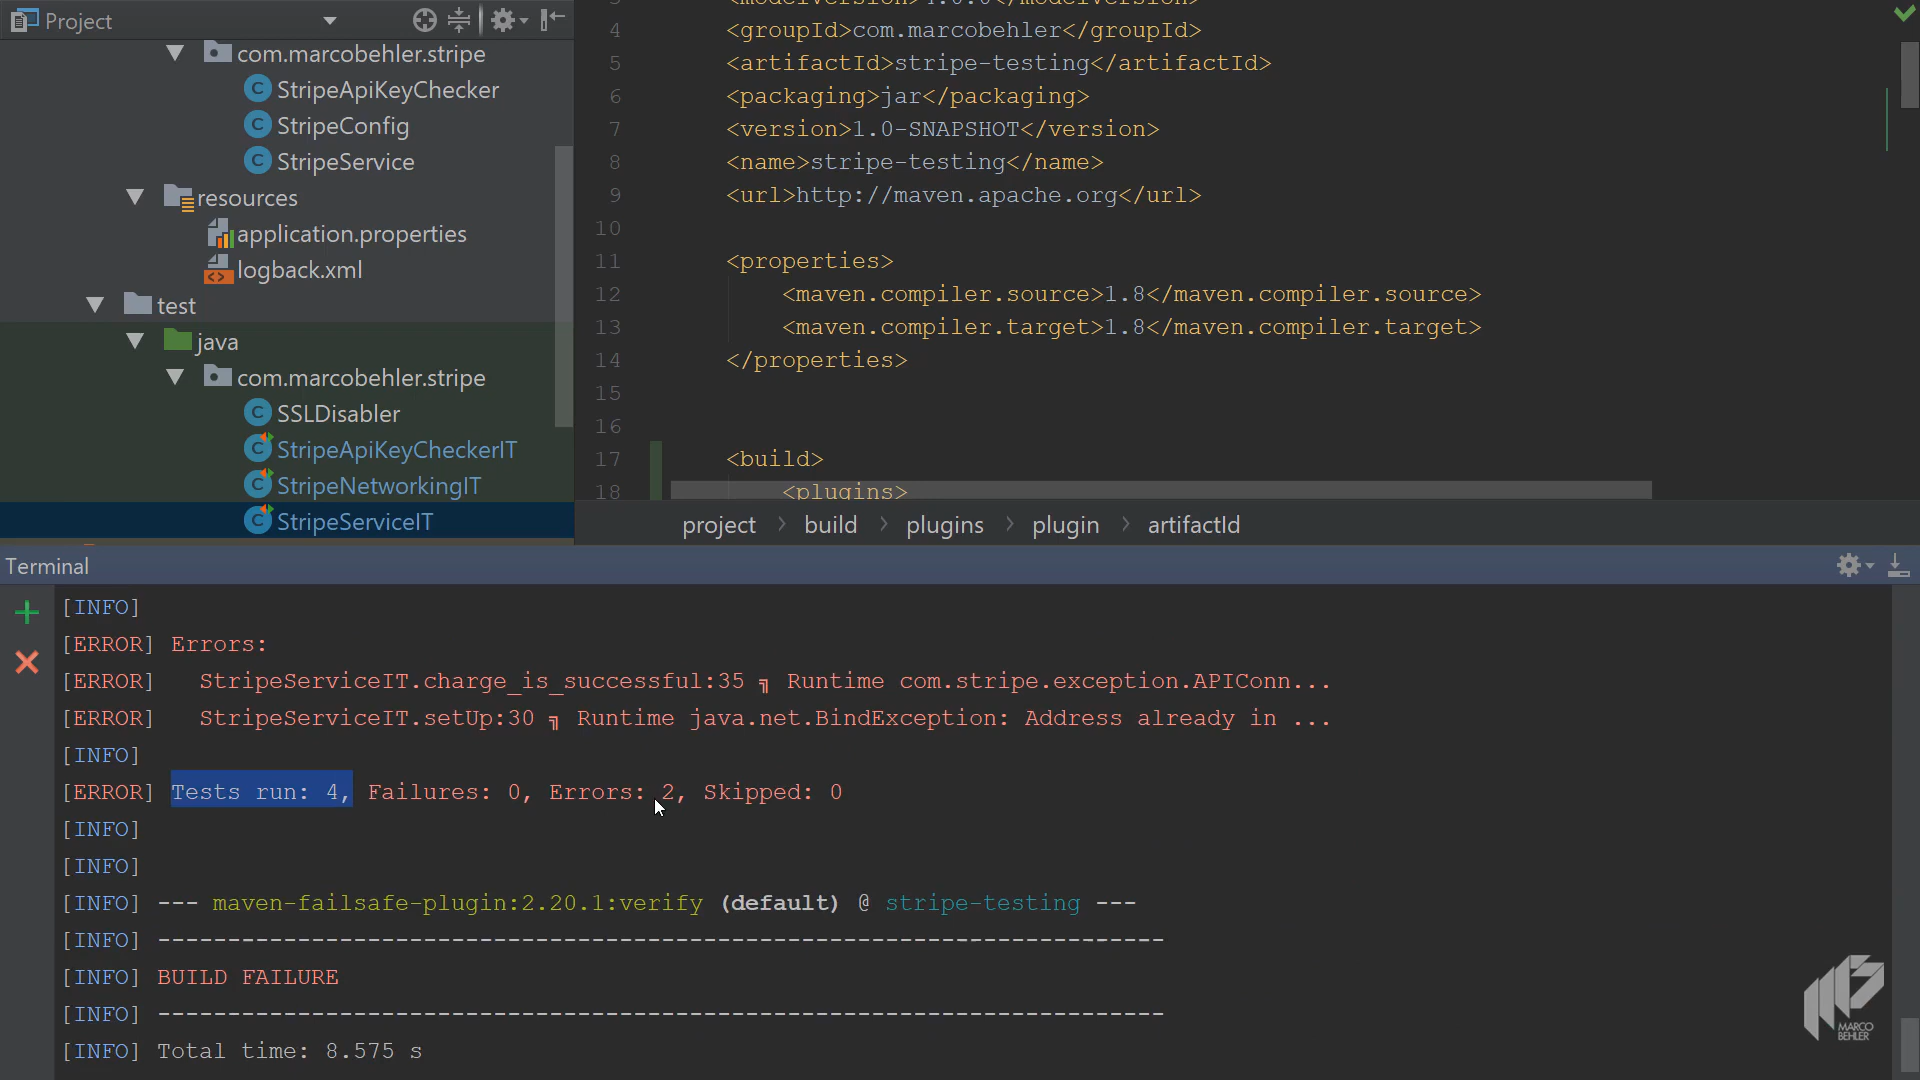 Project
com.marcobehler.stripe
StripeApiKeyChecker
StripeConfig
StripeService
resources
application.properties
logback.xml
test
java
com.marcobehler.stripe
SSLDisabler
StripeApiKeyCheckerIT
StripeNetworkingIT
StripeServiceIT
4 <groupId>com.marcobehler</groupId>
5 <artifactId>stripe-testing</artifactId>
6 <packaging>jar</packaging>
7 <version>1.0-SNAPSHOT</version>
8 <name>stripe-testing</name>
9 <url>http://maven.apache.org</url>
10
11 <properties>
12 <maven.compiler.source>1.8</maven.compiler.source>
13 <maven.compiler.target>1.8</maven.compiler.target>
14 </properties>
15
16
17 <build>
18 <plugins>
project > build > plugins > plugin > artifactId
Terminal
[INFO]
[ERROR] Errors:
[ERROR]   StripeServiceIT.charge_is_successful:35 ╗ Runtime com.stripe.exception.APIConn...
[ERROR]   StripeServiceIT.setUp:30 ╗ Runtime java.net.BindException: Address already in ...
[INFO]
[ERROR] Tests run: 4, Failures: 0, Errors: 2, Skipped: 0
[INFO]
[INFO]
[INFO] --- maven-failsafe-plugin:2.20.1:verify (default) @ stripe-testing ---
[INFO] ------------------------------------------------------------------------
[INFO] BUILD FAILURE
[INFO] ------------------------------------------------------------------------
[INFO] Total time: 8.575 s
MARCO
BEHLER